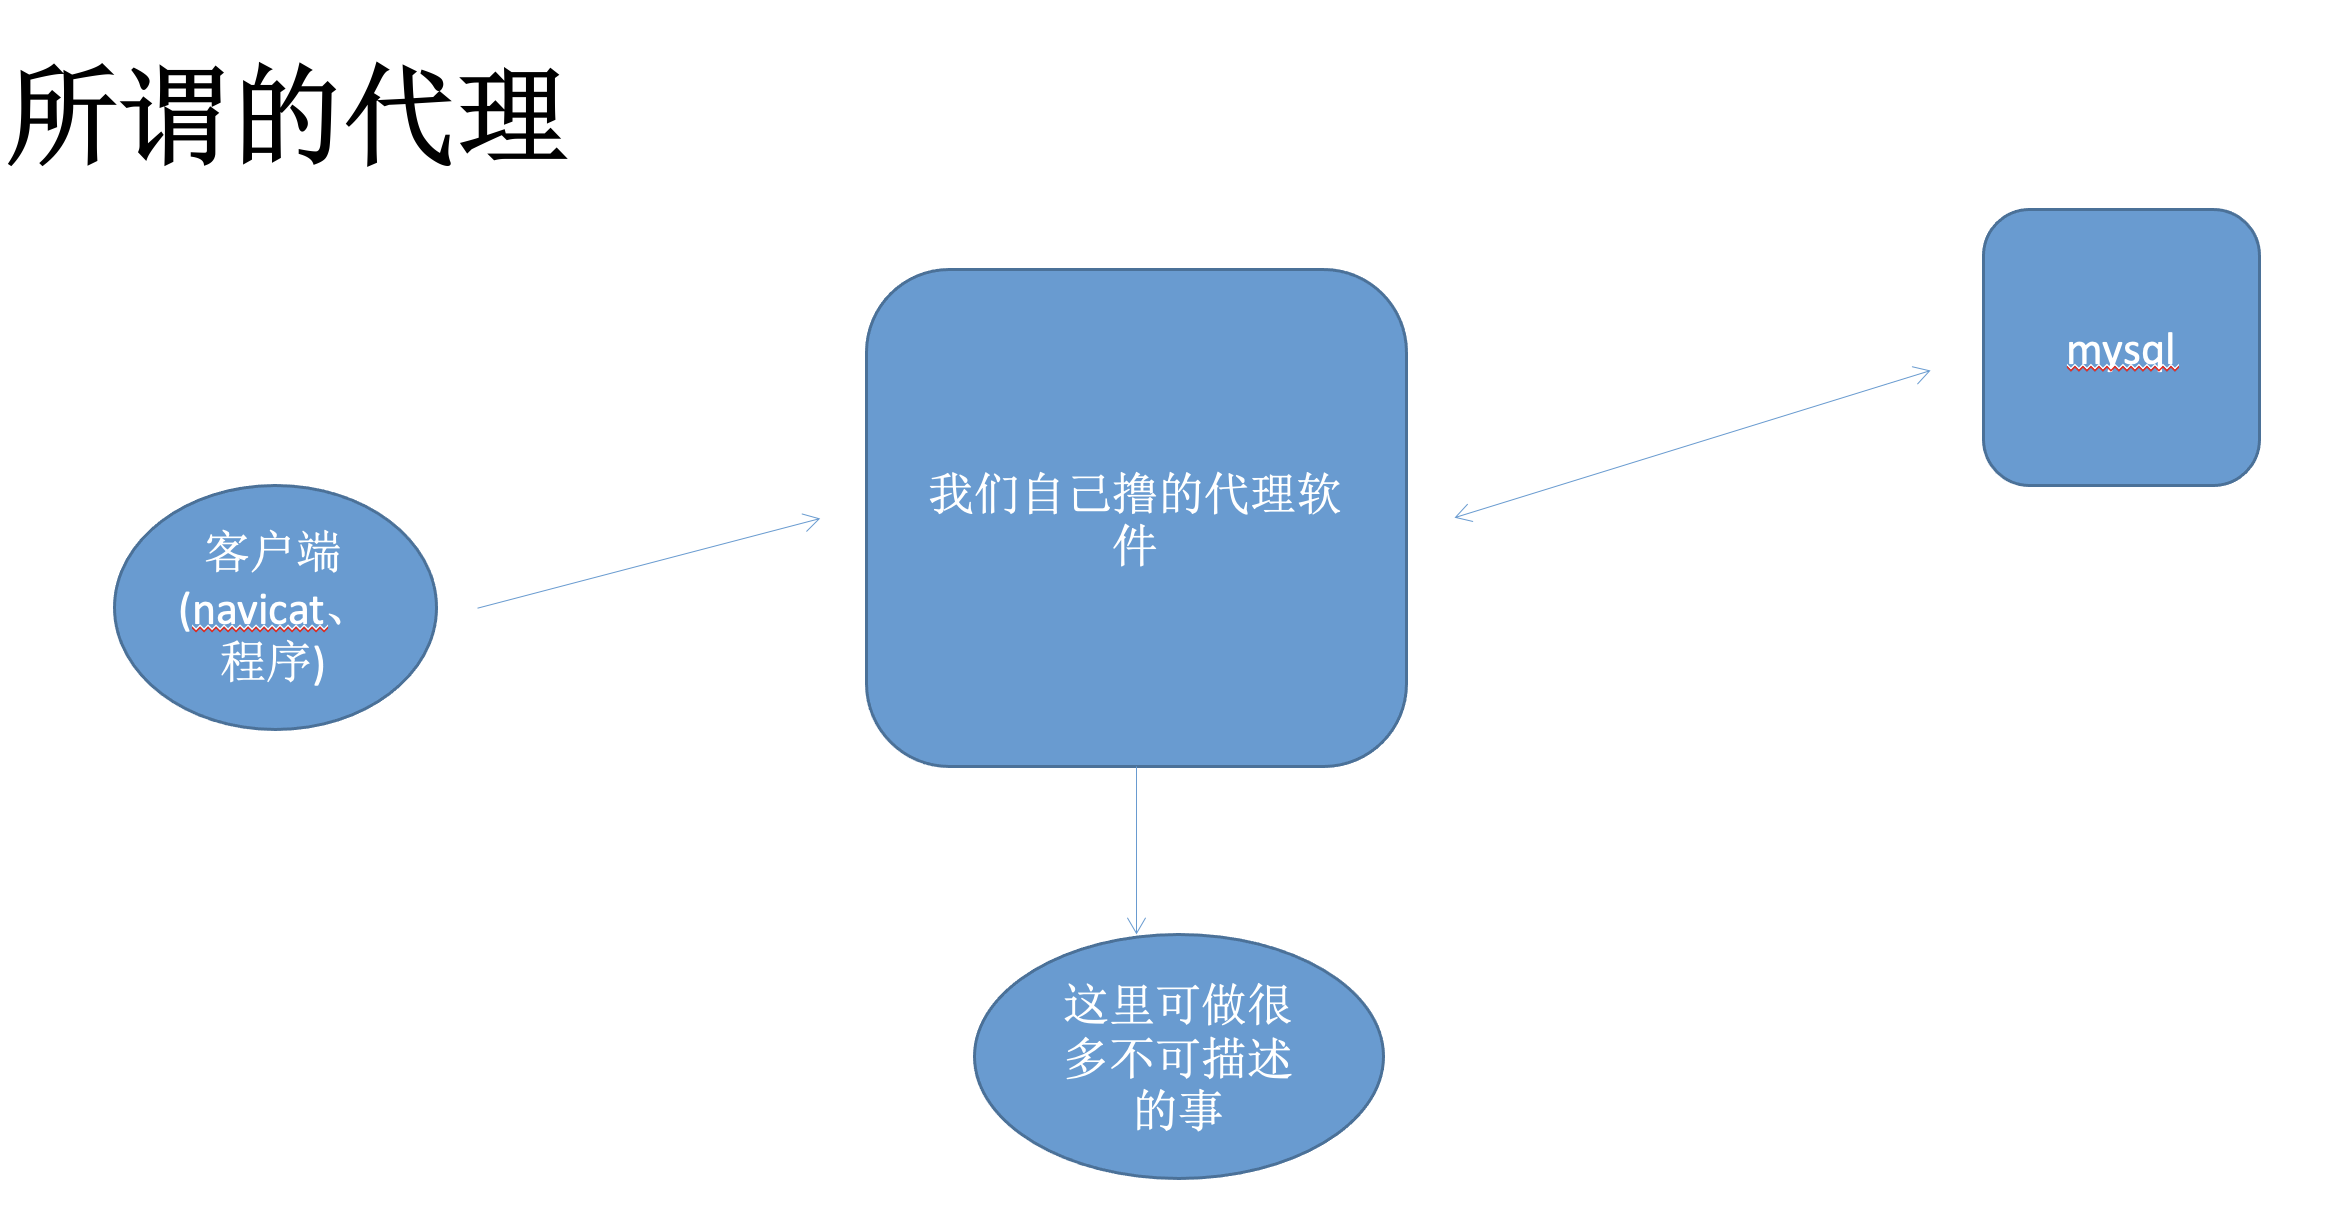 所谓的代理
mysql
我们自己撸的代理软
件
客户端
(navicat、
程序)
这里可做很
多不可描述
的事